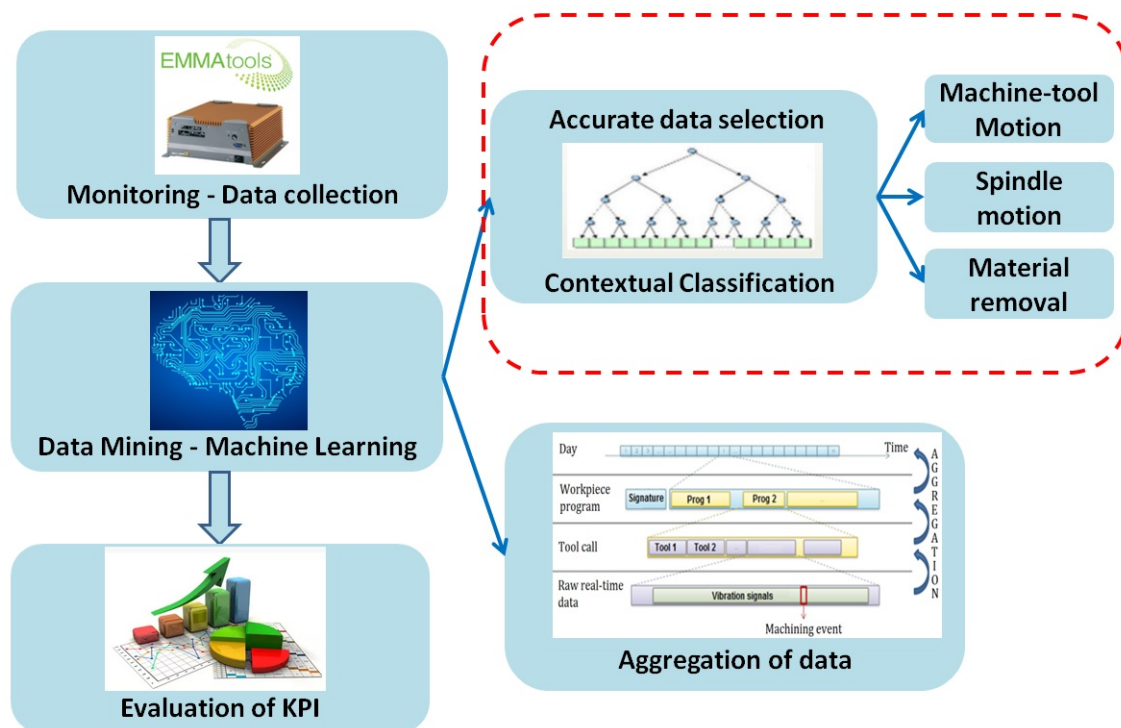 EMMAtools
Monitoring - Data collection
Data Mining - Machine Learning
Evaluation of KPI
Accurate data selection
Contextual Classification
Machine-tool
Motion
Spindle
motion
Material
removal
Day
Time
Workpiece
program
Signature
Prog 1
Prog 2
Tool call
Tool 1
Tool 2
Raw real-time
data
Vibration signals
Machining event
AGGREGATION
Aggregation of data